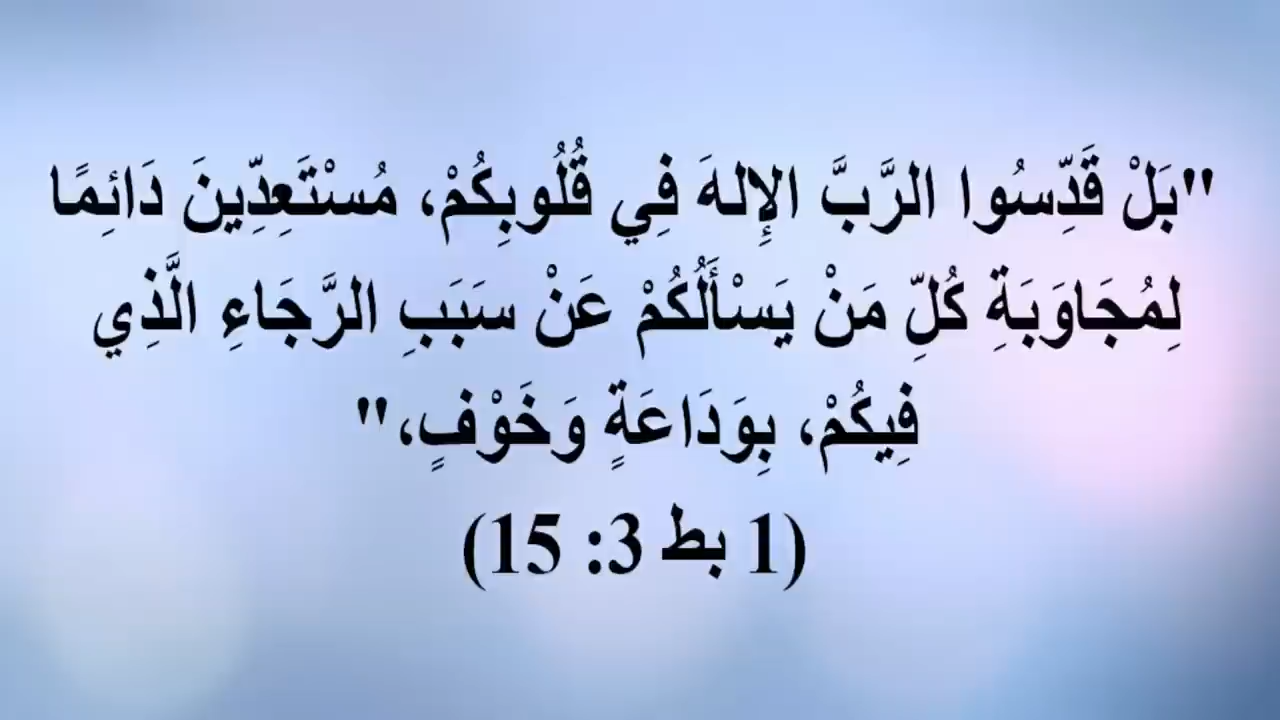 "بَلْ قَدِّسُوا الرَّبَّ الإِلهَ فِي قُلُوبِكُمْ، مُسْتَعِدِّينَ دَائِمًا
لِمُجَاوَبَةِ كُلِّ مَنْ يَسْأَلُكُمْ عَنْ سَبَبِ الرَّجَاءِ الَّذِي
فِيكُمْ، بِوَدَاعَةٍ وَخَوْفٍ،"
(1 بط 3: 15)